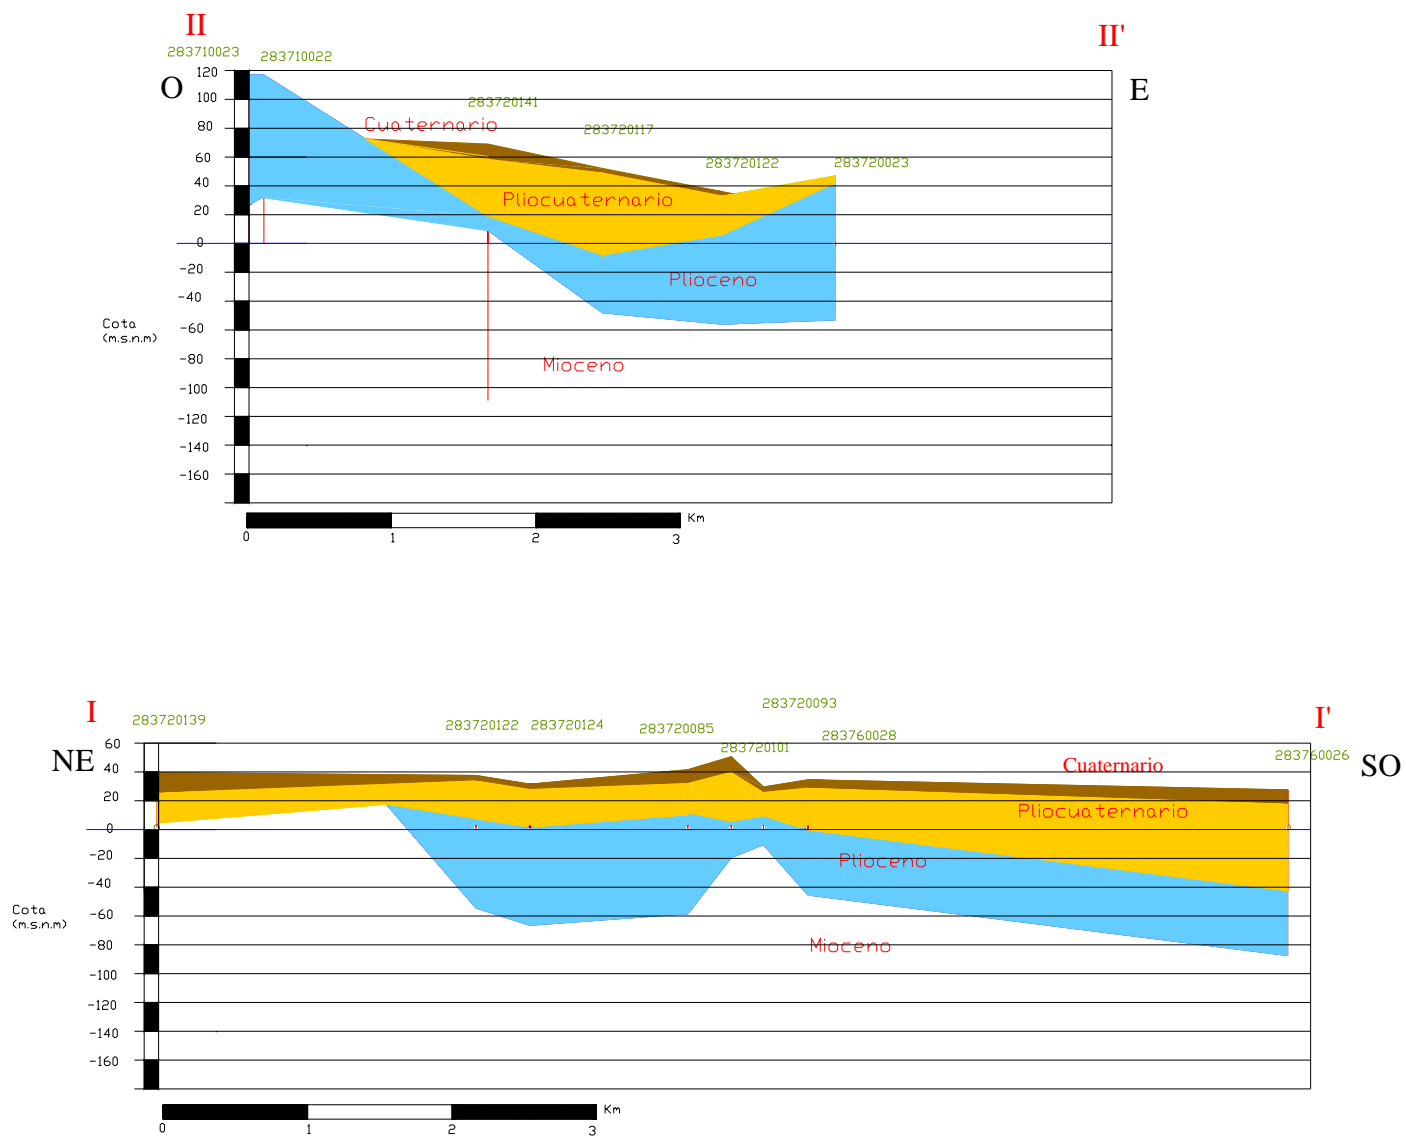 II
II'
283710023
283710022
O
E
120
100
80
60
40
20
0
-20
-40
-60
-80
-100
-120
-140
-160
283720141
Cuaternario
283720117
283720122
283720023
Pliocuaternario
Plioceno
Cota
(m.s.n.m)
Mioceno
Km
0
1
2
3
I
I'
283720139
283720122
283720124
283720085
283720093
283720101
283760028
283760026
NE
SO
60
40
20
0
-20
-40
-60
-80
-100
-120
-140
-160
Cuaternario
Pliocuaternario
Plioceno
Cota
(m.s.n.m)
Mioceno
Km
0
1
2
3